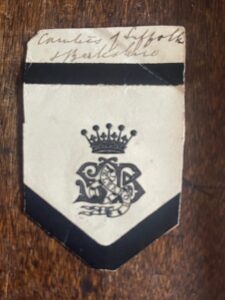 Countess of Suffolk
& Berkshire